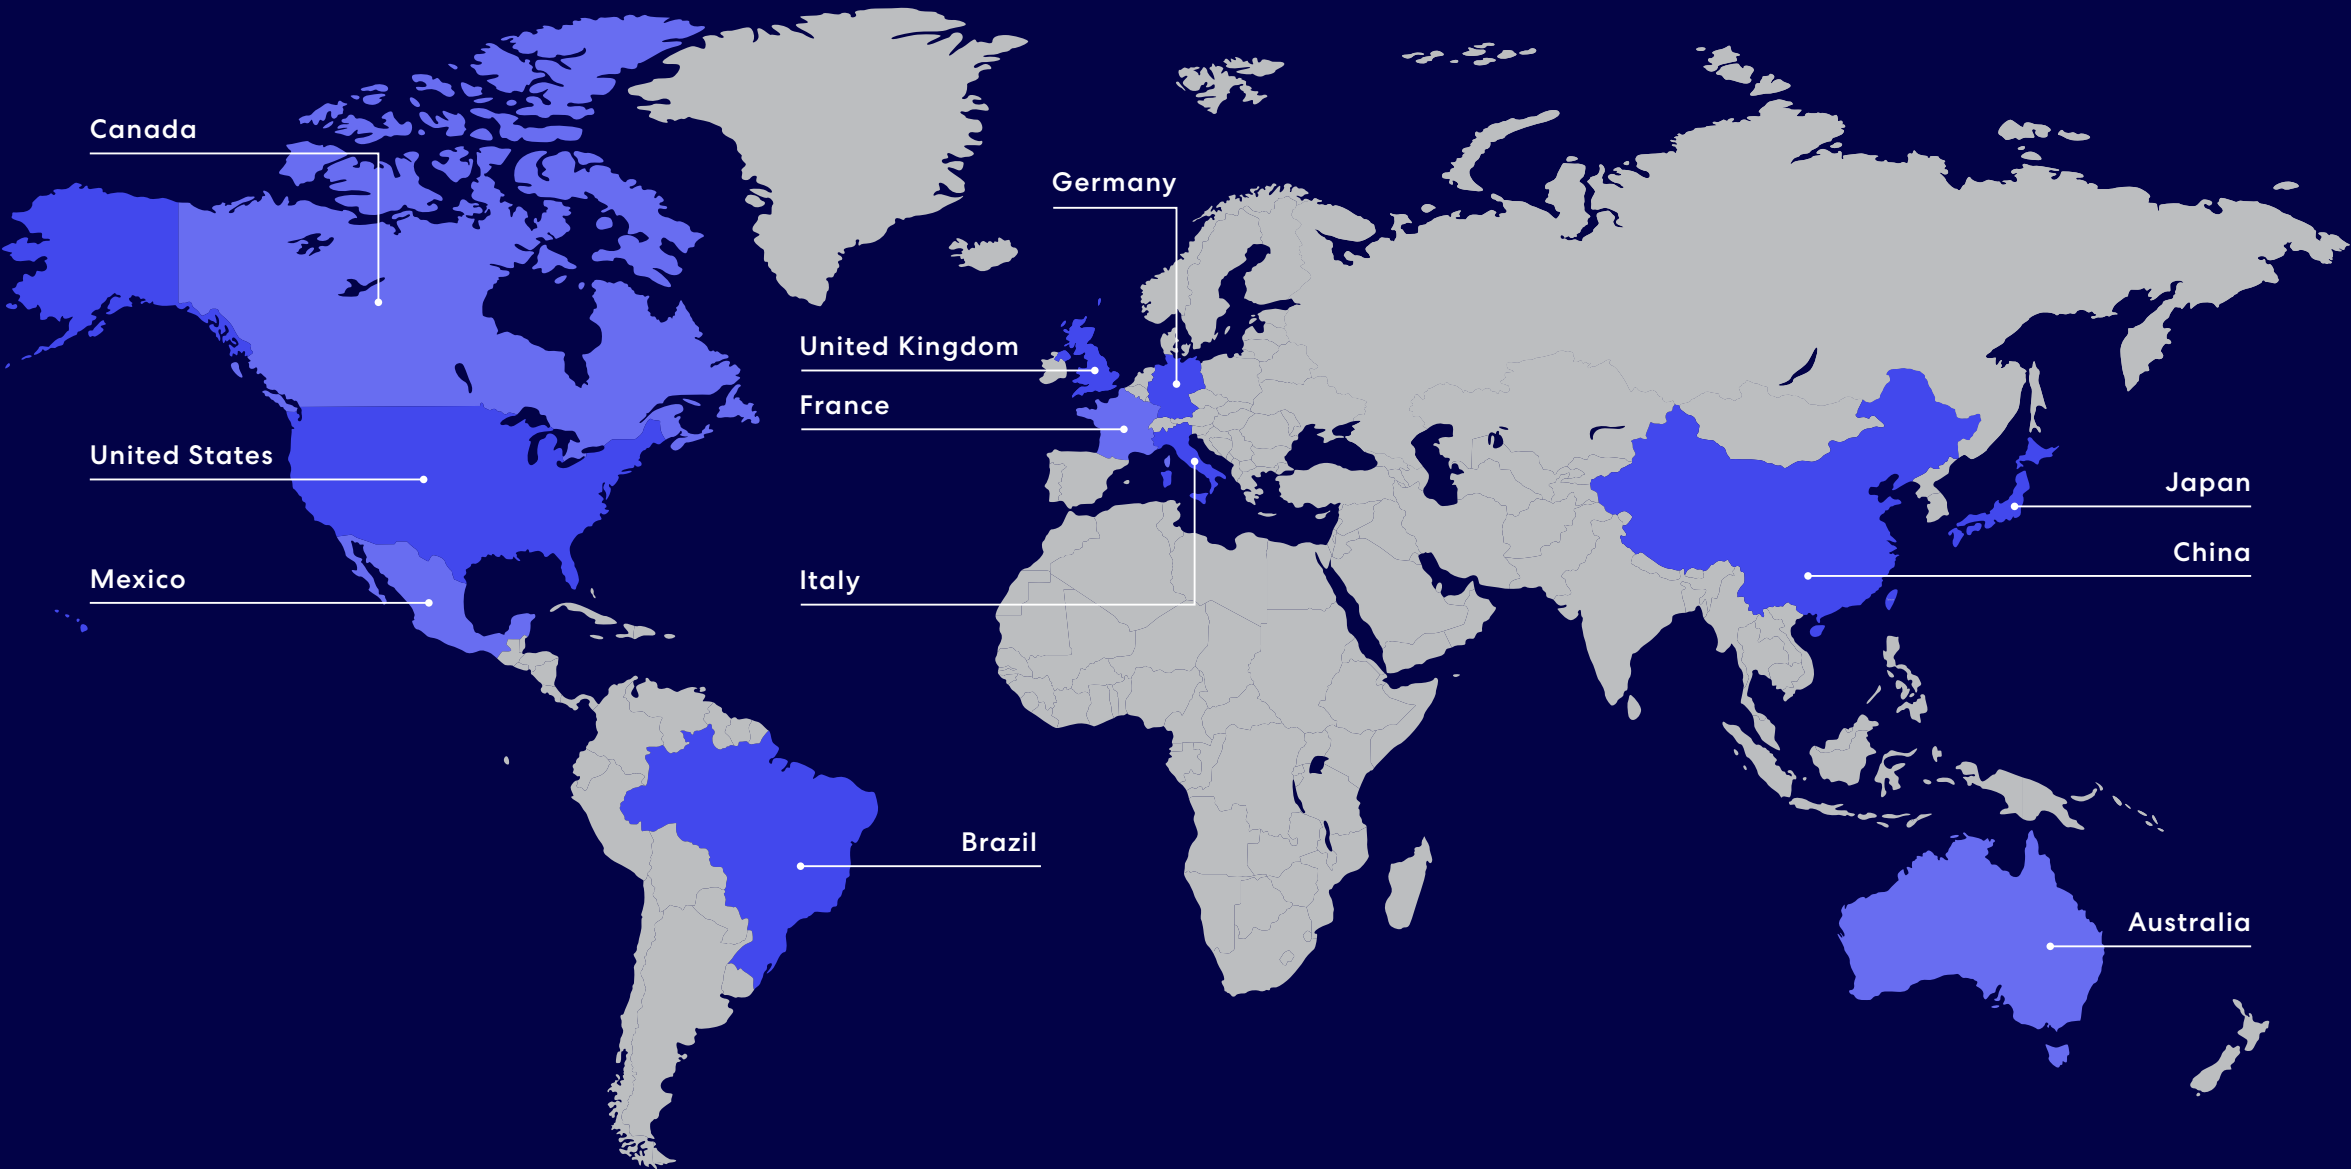 Canada
Germany
United Kingdom
France
United States
Japan
China
Mexico
Italy
Brazil
Australia